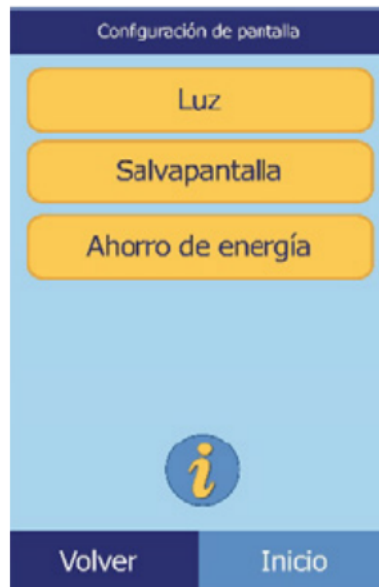 Configuración de pantalla
Luz
Salvapantalla
Ahorro de energía
i
Volver Inicio